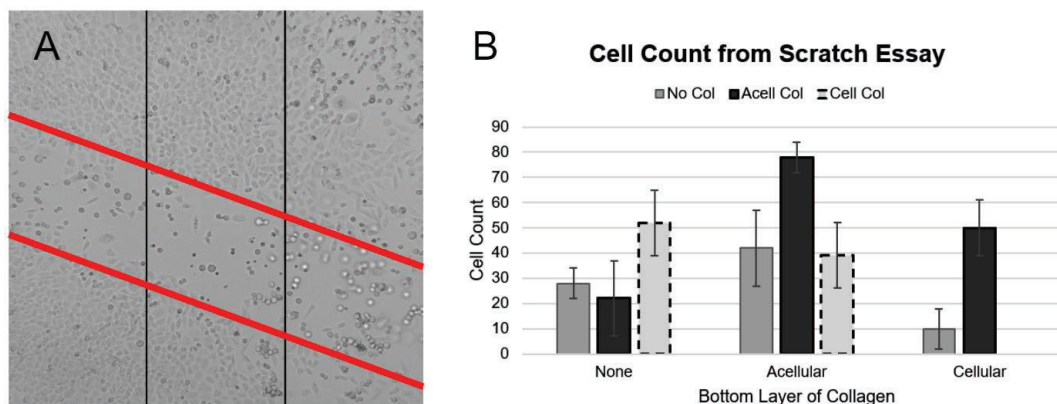 A
B
Cell Count from Scratch Essay
No Col Acell Col Cell Col
90
80
70
60
50
40
30
20
10
0
Cell Count
None Acellular Cellular
Bottom Layer of Collagen